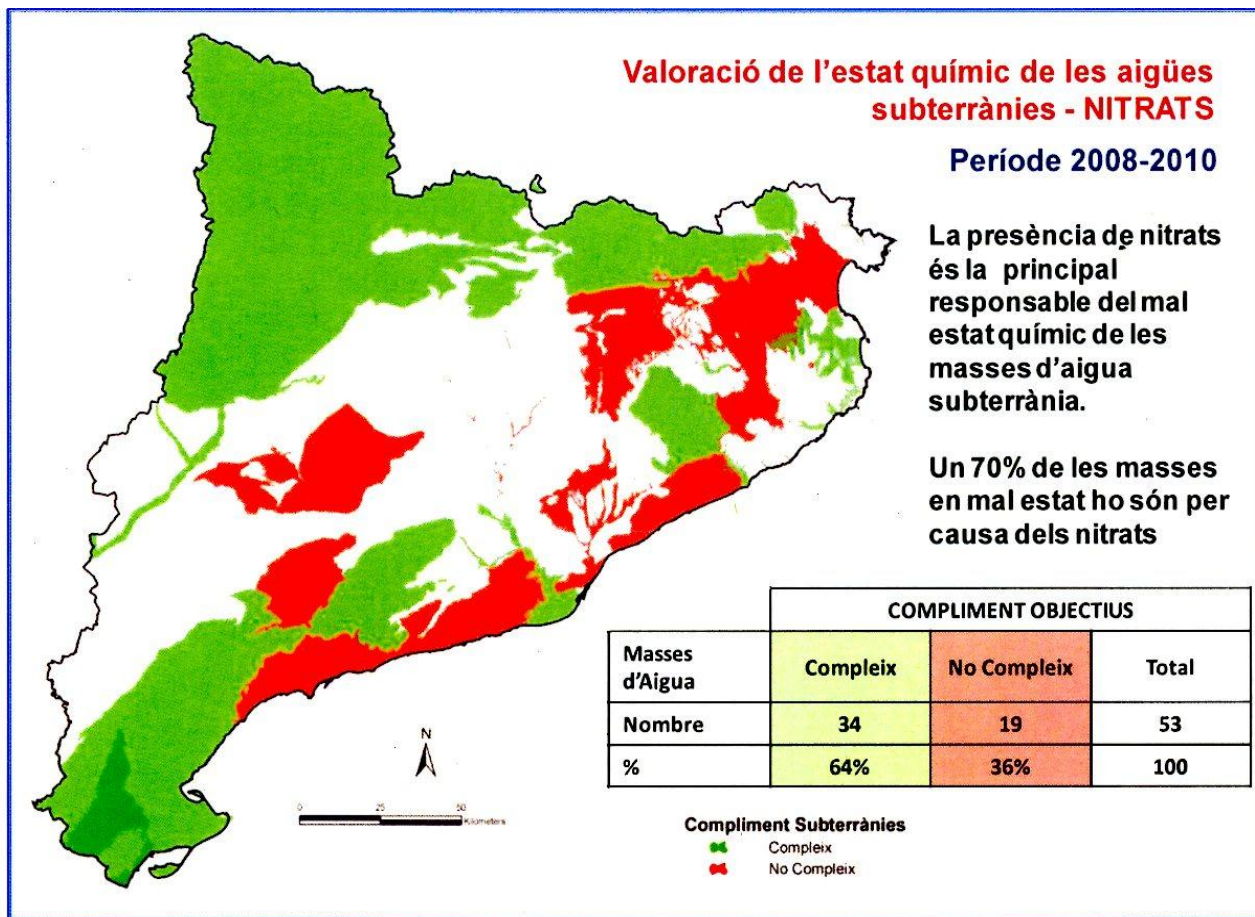 Valoració de l'estat químic de les aigües
subterrànies - NITRATS
Període 2008-2010
La presència de nitrats
és la principal
responsable del mal
estat químic de les
masses d'aigua
subterrània.
Un 70% de les masses
en mal estat ho són per
causa dels nitrats
COMPLIMENT OBJECTIUS
Masses d'Aigua Compleix No Compleix Total
Nombre 34 19 53
% 64% 36% 100
N
0 25 50
Kilometers
Compliment Subterrànies
Compleix
No Compleix